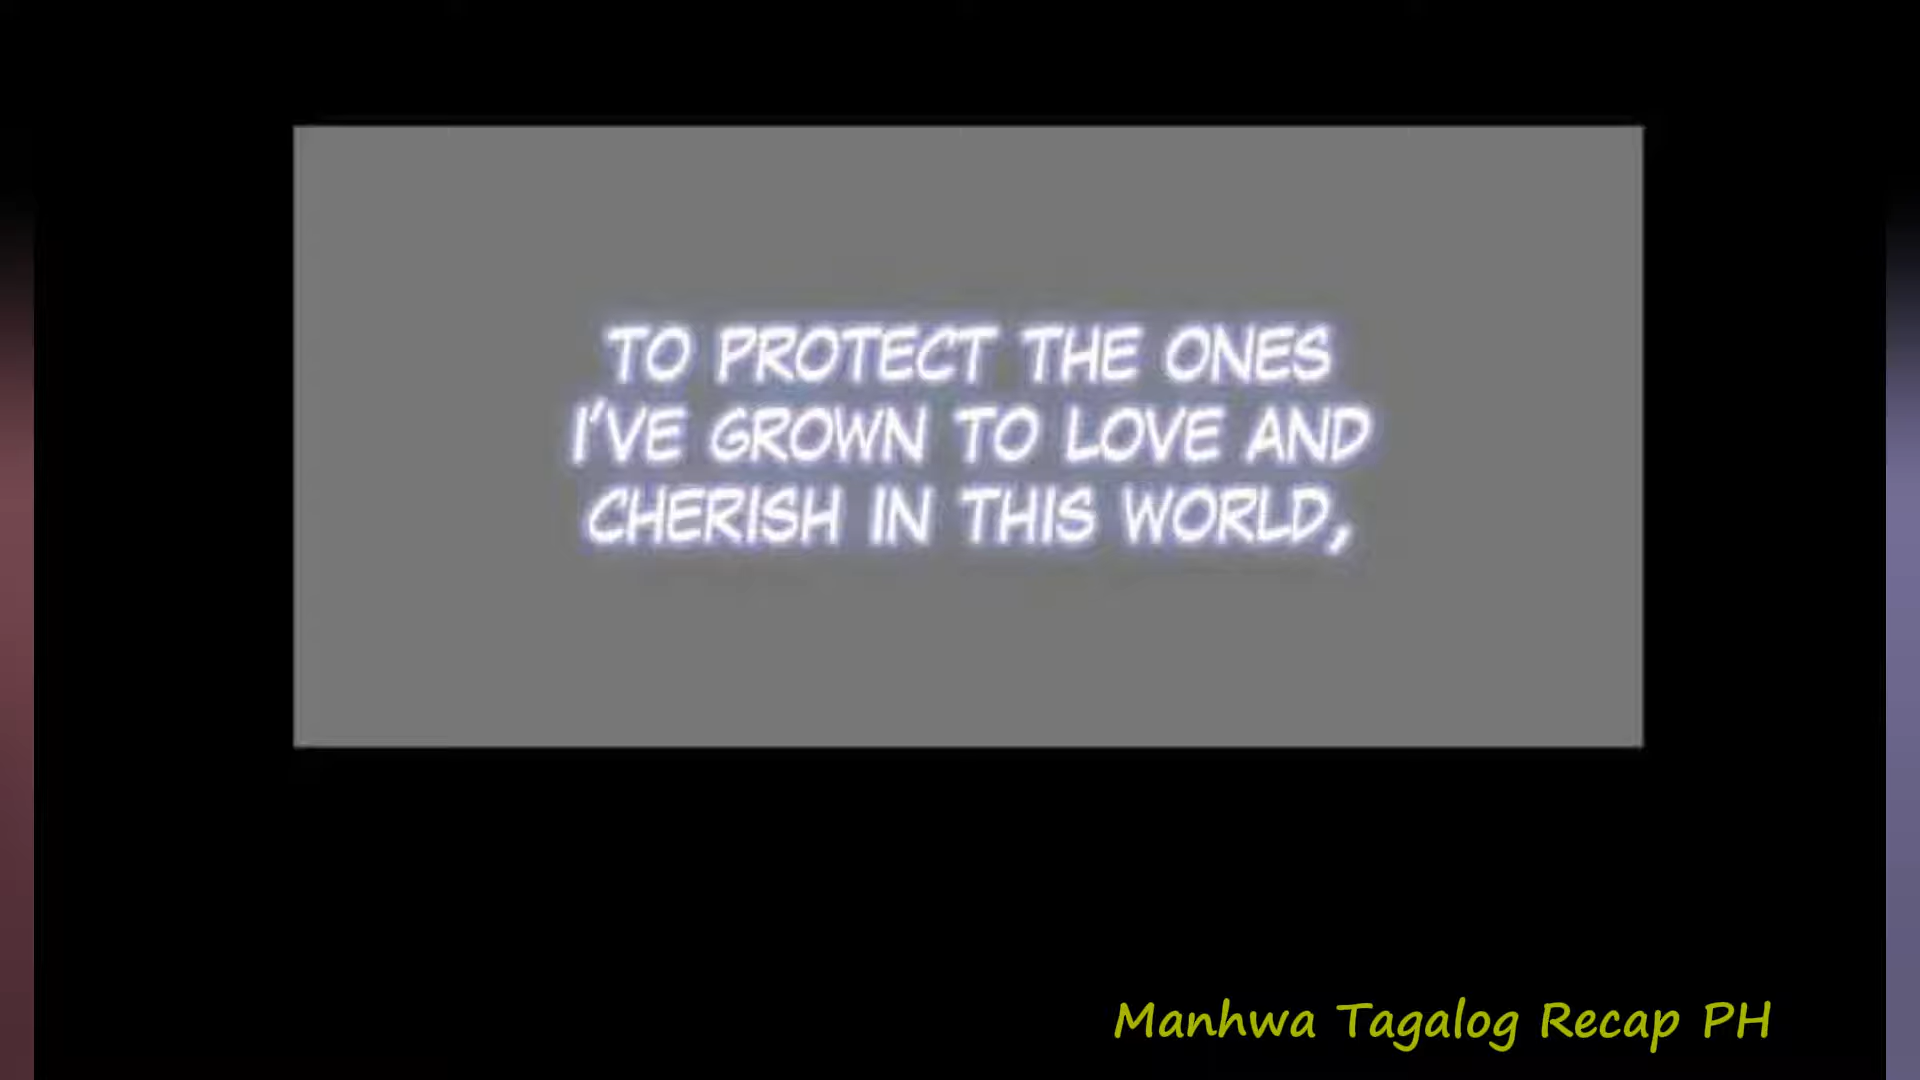 TO PROTECT THE ONES
I'VE GROWN TO LOVE AND
CHERISH IN THIS WORLD,
Manhwa Tagalog Recap PH